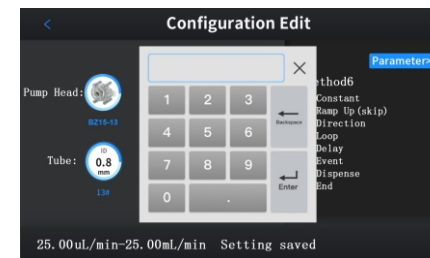 <
Configuration Edit
Parameter>
Pump Head:
BZ15-13
Tube:
ID
0.8
mm
13#
×
1 2 3
Backspace
4 5 6
7 8 9
Enter
0 .
thod6
Constant
Ramp Up(skip)
Direction
Loop
Delay
Event
Dispense
End
25.00uL/min-25.00mL/min Setting saved